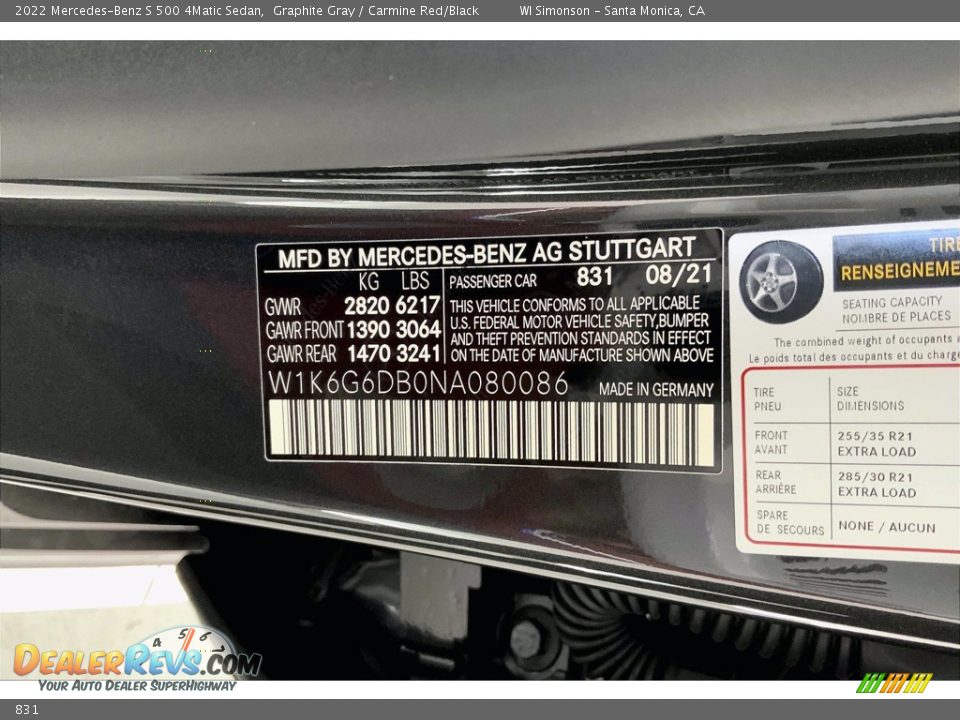 2022 Mercedes-Benz S 500 4Matic Sedan, Graphite Gray / Carmine Red/Black WI Simonson - Santa Monica, CA
MFD BY MERCEDES-BENZ AG STUTTGART
KG LBS
GVWR 2820 6217
GAWR FRONT 1390 3064
GAWR REAR 1470 3241
PASSENGER CAR 831 08/21
THIS VEHICLE CONFORMS TO ALL APPLICABLE
U.S. FEDERAL MOTOR VEHICLE SAFETY,BUMPER
AND THEFT PREVENTION STANDARDS IN EFFECT
ON THE DATE OF MANUFACTURE SHOWN ABOVE
W1K6G6DB0NA080086 MADE IN GERMANY
TIRE
RENSEIGNEME
SEATING CAPACITY
NOMBRE DE PLACES
The combined weight of occupants a
Le poids total des occupants et du charge
TIRE SIZE
PNEU DIMENSIONS
FRONT 255/35 R21
AVANT EXTRA LOAD
REAR 285/30 R21
ARRIÈRE EXTRA LOAD
SPARE
DE SECOURS NONE / AUCUN
4 5 6
DEALERREVS.COM
YOUR AUTO DEALER SUPERHIGHWAY
831